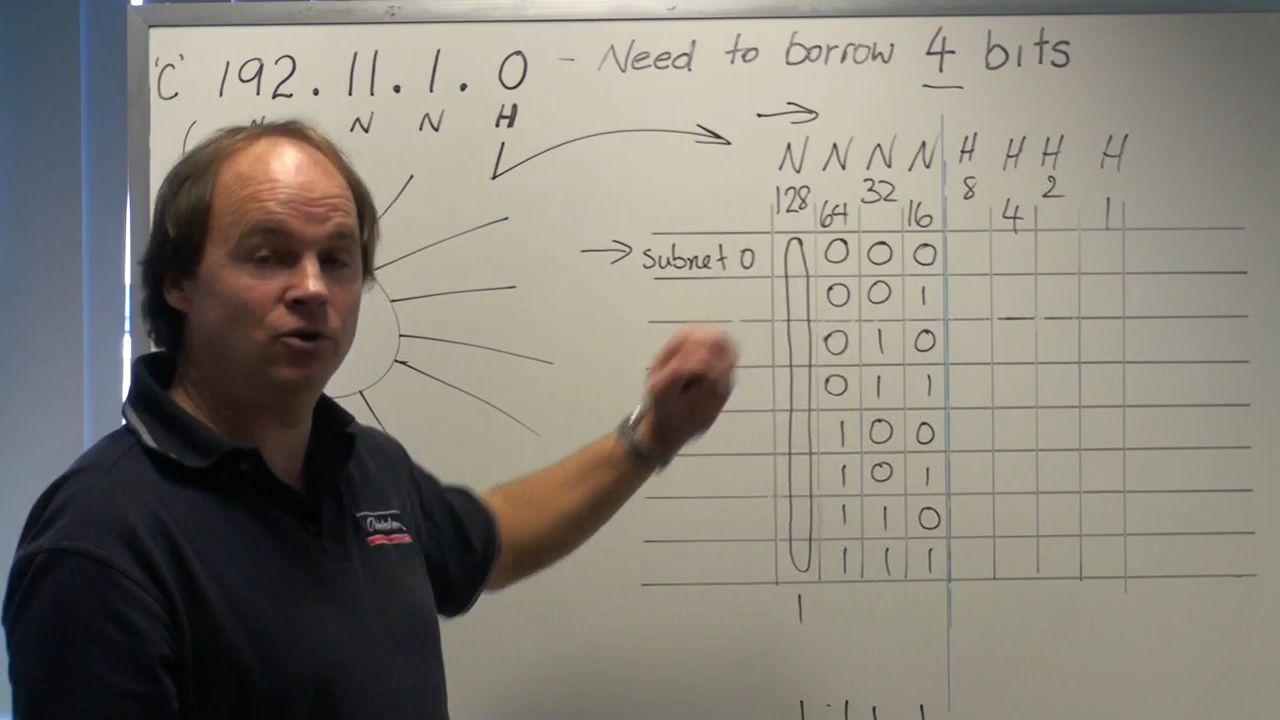 'C' 192.11.1.0 - Need to borrow 4 bits
N N H
N N N N H H H H
128 64 32 16 8 4 2 1
subnet 0 0 0 0
0 0 1
0 1 0
0 1 1
1 0 0
1 0 1
1 1 0
1 1 1
1